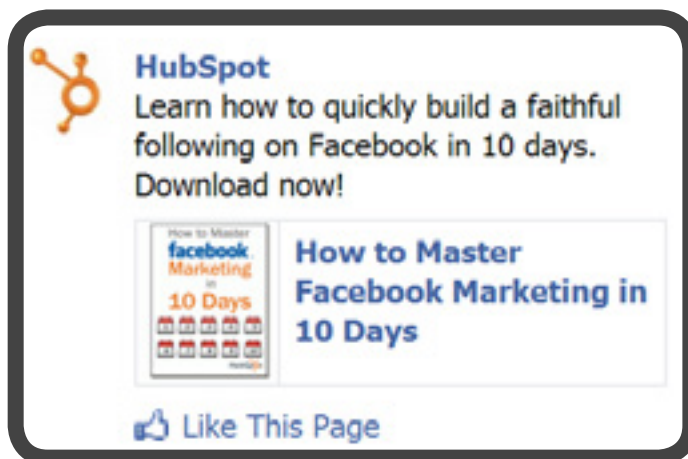 HubSpot
Learn how to quickly build a faithful
following on Facebook in 10 days.
Download now!
How to Master
facebook
Marketing
in
10 Days
How to Master
Facebook Marketing in
10 Days
Like This Page